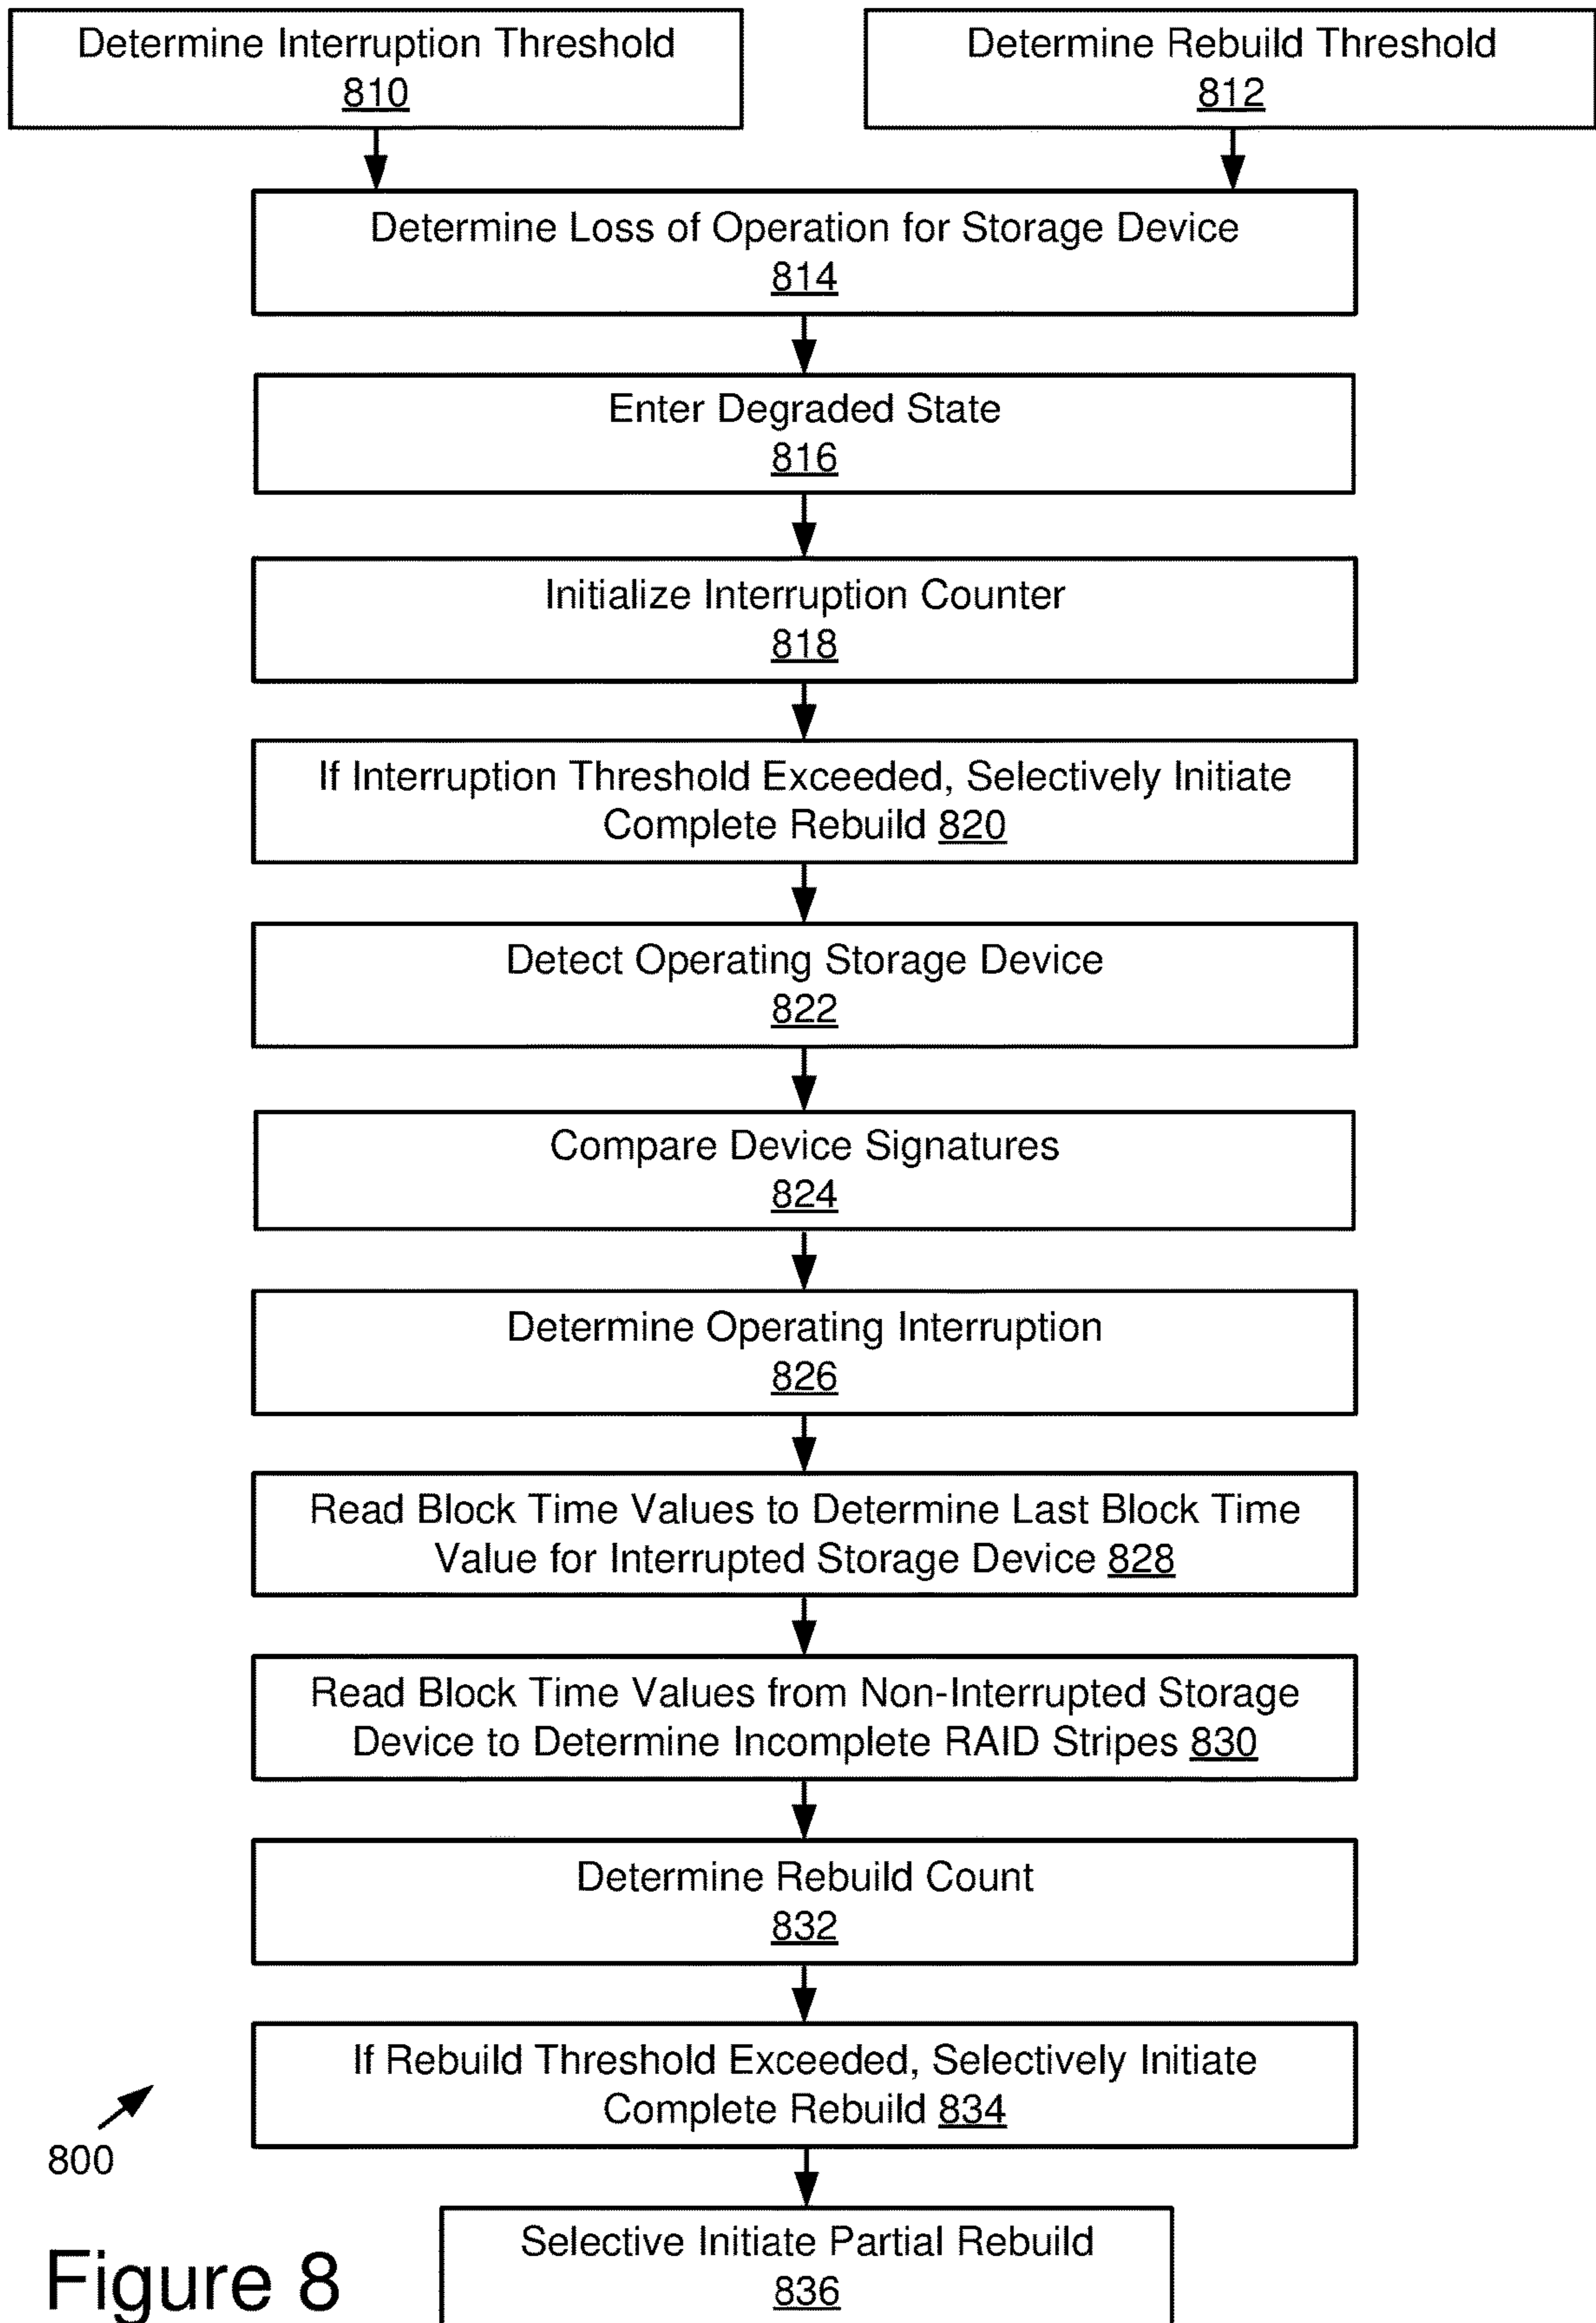 Determine Interruption Threshold
810
Determine Rebuild Threshold
812
Determine Loss of Operation for Storage Device
814
Enter Degraded State
816
Initialize Interruption Counter
818
If Interruption Threshold Exceeded, Selectively Initiate
Complete Rebuild 820
Detect Operating Storage Device
822
Compare Device Signatures
824
Determine Operating Interruption
826
Read Block Time Values to Determine Last Block Time
Value for Interrupted Storage Device 828
Read Block Time Values from Non-Interrupted Storage
Device to Determine Incomplete RAID Stripes 830
Determine Rebuild Count
832
If Rebuild Threshold Exceeded, Selectively Initiate
Complete Rebuild 834
800
Selective Initiate Partial Rebuild
836
Figure 8